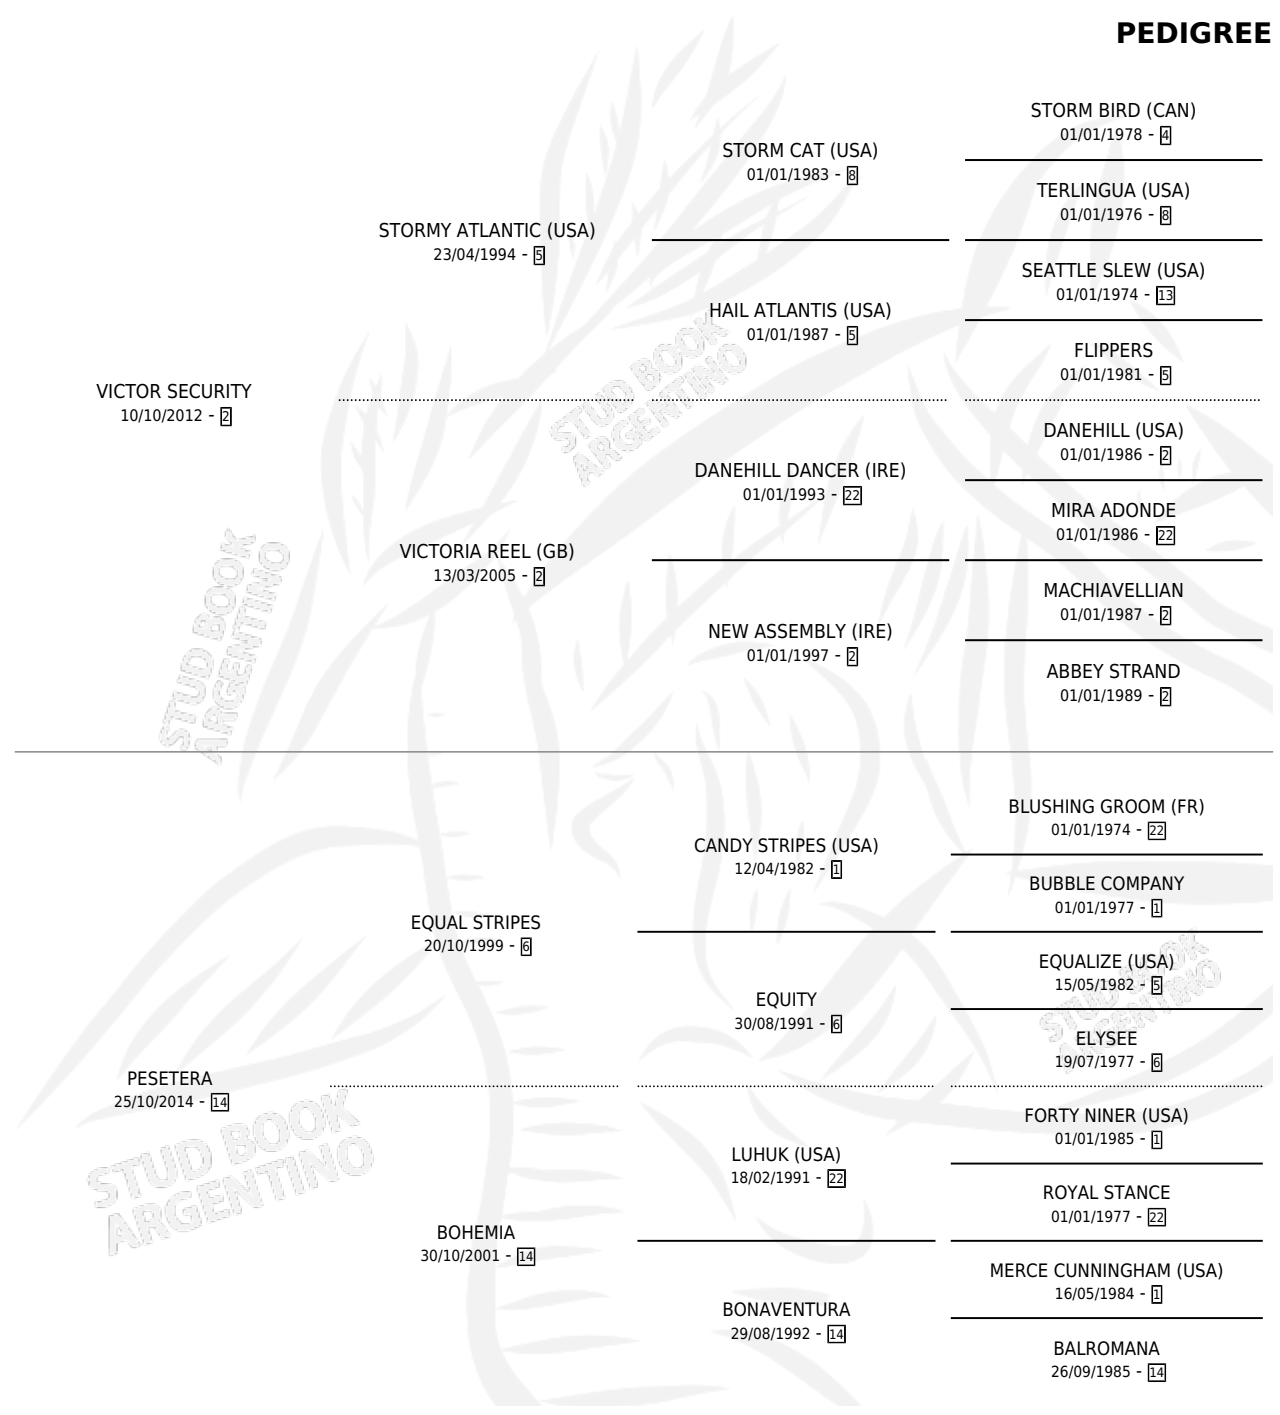 PEDIGREE
STORM BIRD (CAN)
01/01/1978 - 4
STORM CAT (USA)
01/01/1983 - 8
TERLINGUA (USA)
01/01/1976 - 8
STORMY ATLANTIC (USA)
23/04/1994 - 5
SEATTLE SLEW (USA)
01/01/1974 - 13
HAIL ATLANTIS (USA)
01/01/1987 - 5
FLIPPERS
01/01/1981 - 5
VICTOR SECURITY
10/10/2012 - 2
STUD BOOK
ARGENTINO
DANEHILL (USA)
01/01/1986 - 2
DANEHILL DANCER (IRE)
01/01/1993 - 22
MIRA ADONDE
01/01/1986 - 22
VICTORIA REEL (GB)
13/03/2005 - 2
MACHIAVELLIAN
01/01/1987 - 2
NEW ASSEMBLY (IRE)
01/01/1997 - 2
ABBEY STRAND
01/01/1989 - 2
STUD BOOK
ARGENTINO
BLUSHING GROOM (FR)
01/01/1974 - 22
CANDY STRIPES (USA)
12/04/1982 - 1
BUBBLE COMPANY
01/01/1977 - 1
EQUAL STRIPES
20/10/1999 - 6
EQUALIZE (USA)
15/05/1982 - 5
EQUITY
30/08/1991 - 6
ELYSEE
19/07/1977 - 6
STUD BOOK
ARGENTINO
PESETERA
25/10/2014 - 14
STUD BOOK
ARGENTINO
FORTY NINER (USA)
01/01/1985 - 1
LUHUK (USA)
18/02/1991 - 22
ROYAL STANCE
01/01/1977 - 22
BOHEMIA
30/10/2001 - 14
MERCE CUNNINGHAM (USA)
16/05/1984 - 1
BONAVENTURA
29/08/1992 - 14
BALROMANA
26/09/1985 - 14